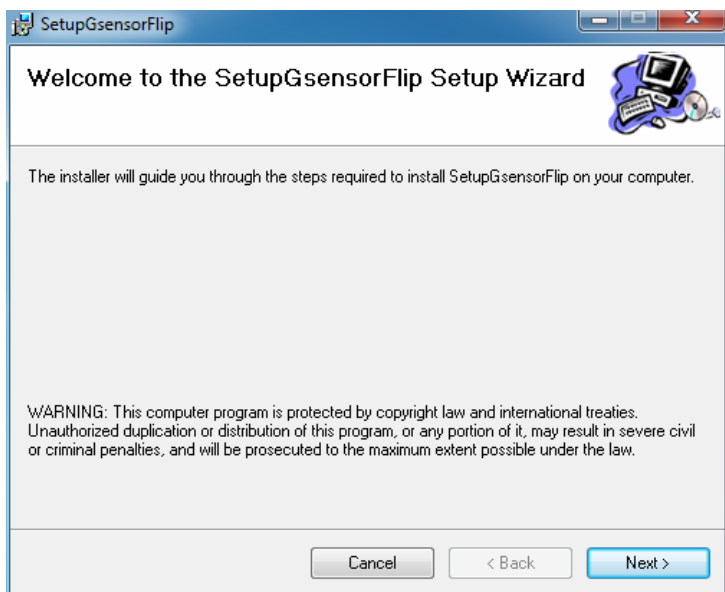 SetupGsensorFlip
Welcome to the SetupGsensorFlip Setup Wizard
The installer will guide you through the steps required to install SetupGsensorFlip on your computer.
WARNING: This computer program is protected by copyright law and international treaties.
Unauthorized duplication or distribution of this program, or any portion of it, may result in severe civil
or criminal penalties, and will be prosecuted to the maximum extent possible under the law.
Cancel
< Back
Next >